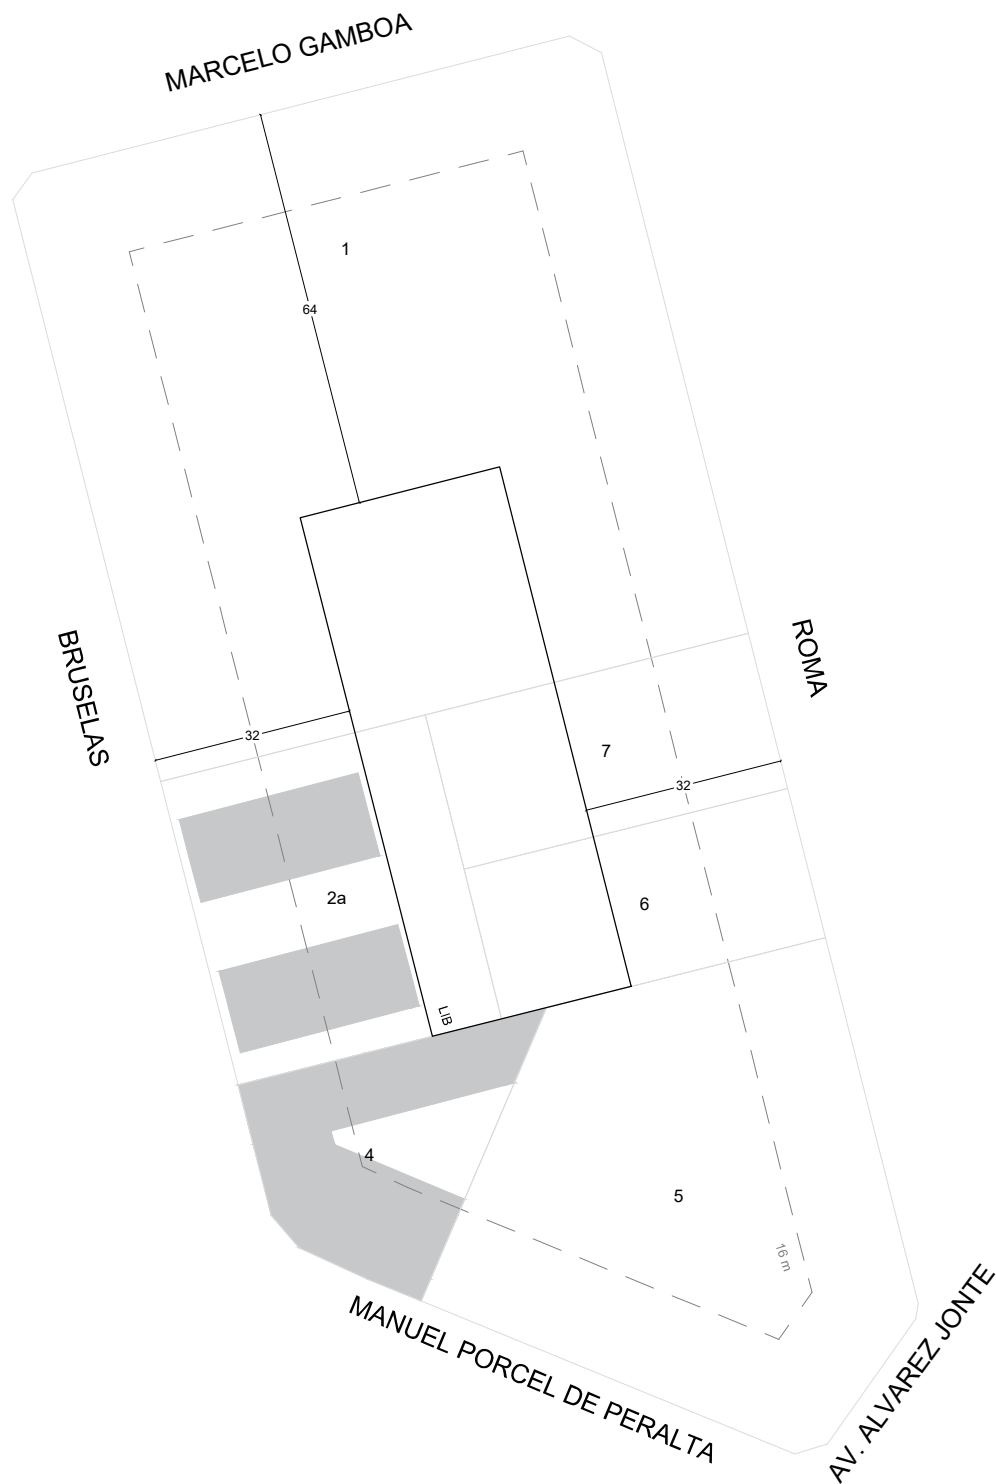 MARCELO GAMBOA
1
64
BRUSELAS
ROMA
32
7
32
2a
6
LIB
4
5
16 m
MANUEL PORCEL DE PERALTA
AV. ALVAREZ JONTE